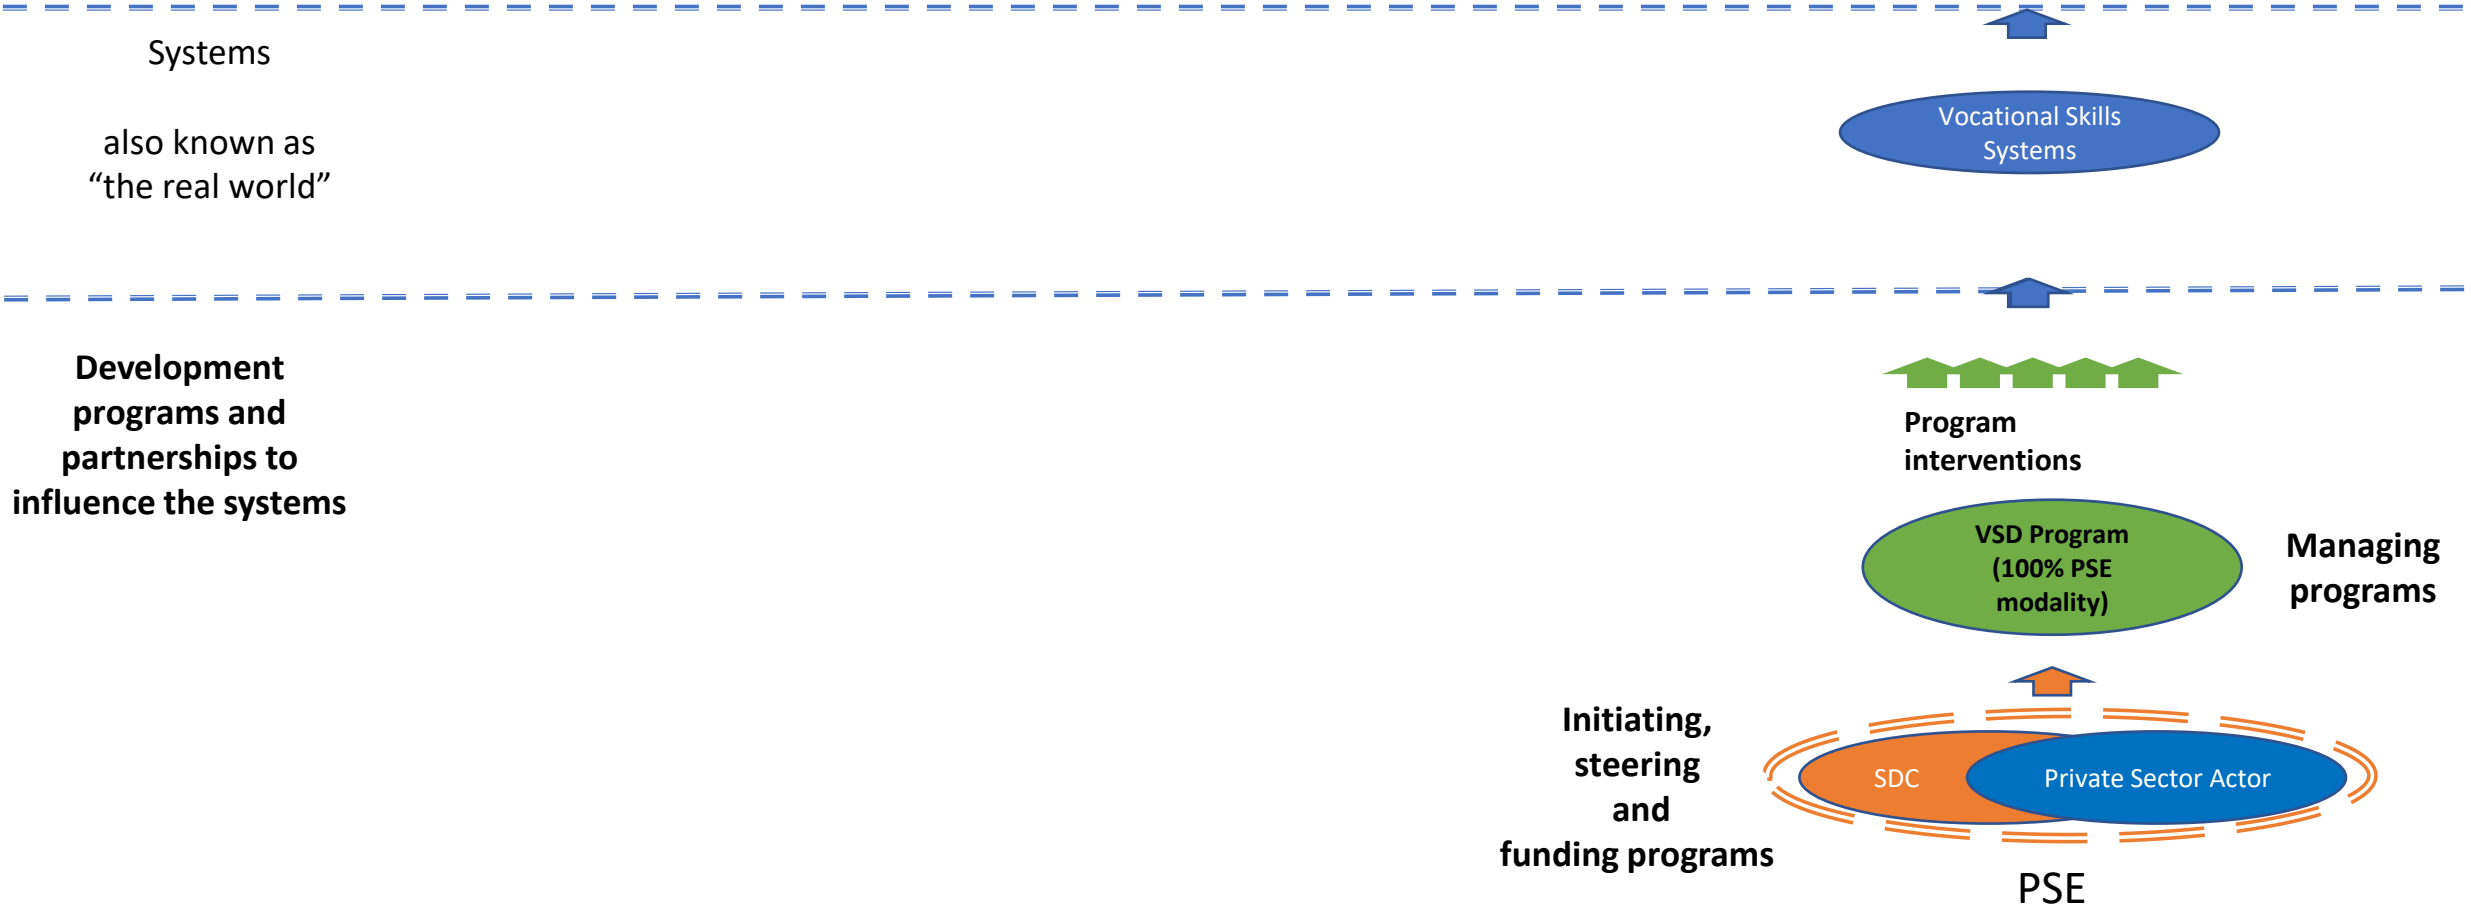 Systems
also known as
“the real world”
Vocational Skills
Systems
Development
programs and
partnerships to
influence the systems
Program
interventions
VSD Program
(100% PSE
modality)
Managing
programs
Initiating,
steering
and
funding programs
SDC
Private Sector Actor
PSE